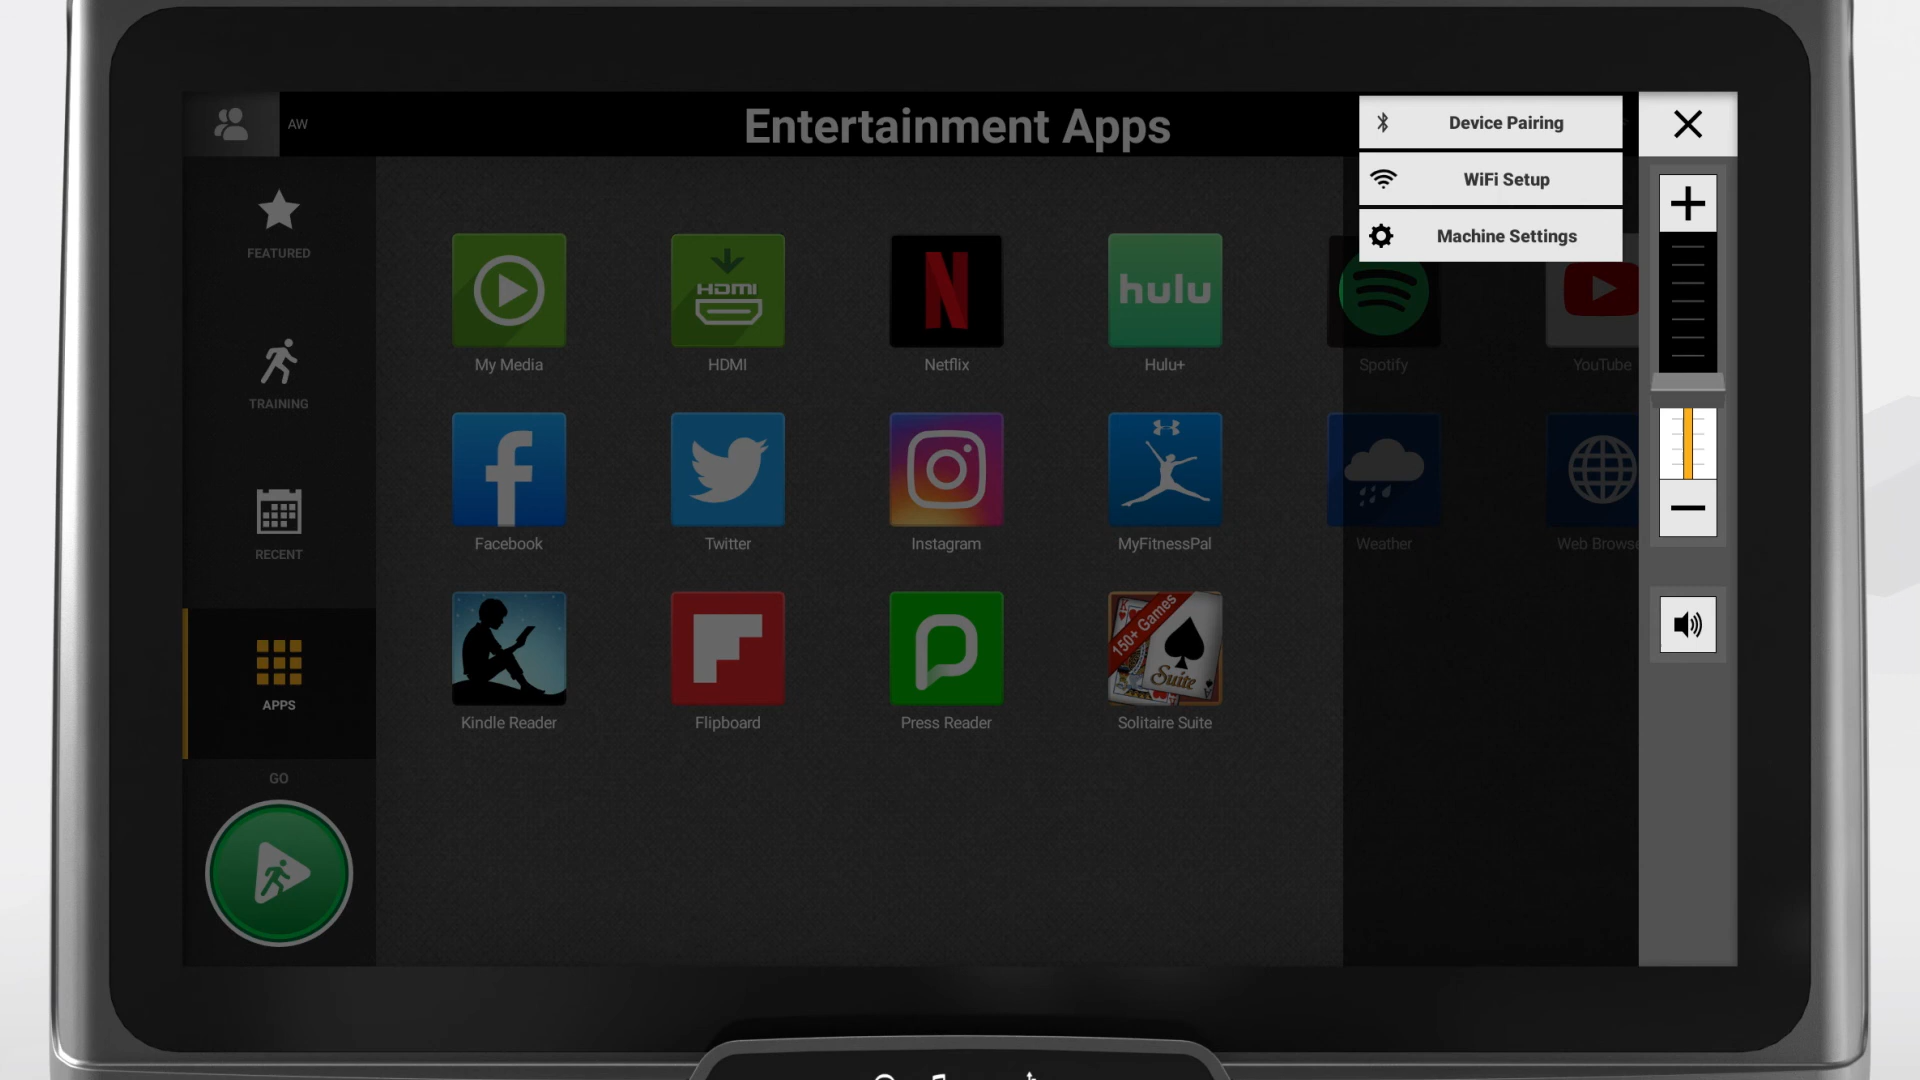 AW
Entertainment Apps
Device Pairing
WiFi Setup
Machine Settings
FEATURED
TRAINING
RECENT
APPS
GO
HDMI
N
hulu
My Media
HDMI
Netflix
Hulu+
Spotify
YouTube
f
Facebook
Twitter
Instagram
MyFitnessPal
Weather
Web Browse
150+ Games
Suite
Kindle Reader
Flipboard
Press Reader
Solitaire Suite